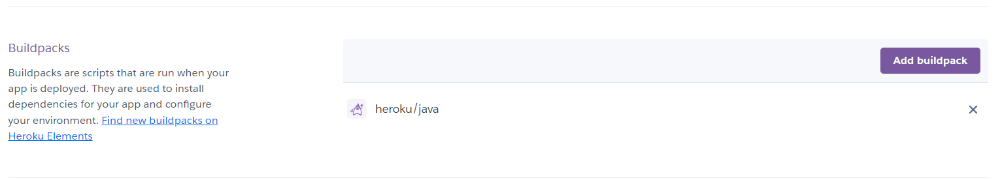 Buildpacks
Buildpacks are scripts that are run when your
app is deployed. They are used to install
dependencies for your app and configure
your environment. Find new buildpacks on
Heroku Elements
Add buildpack
heroku/java